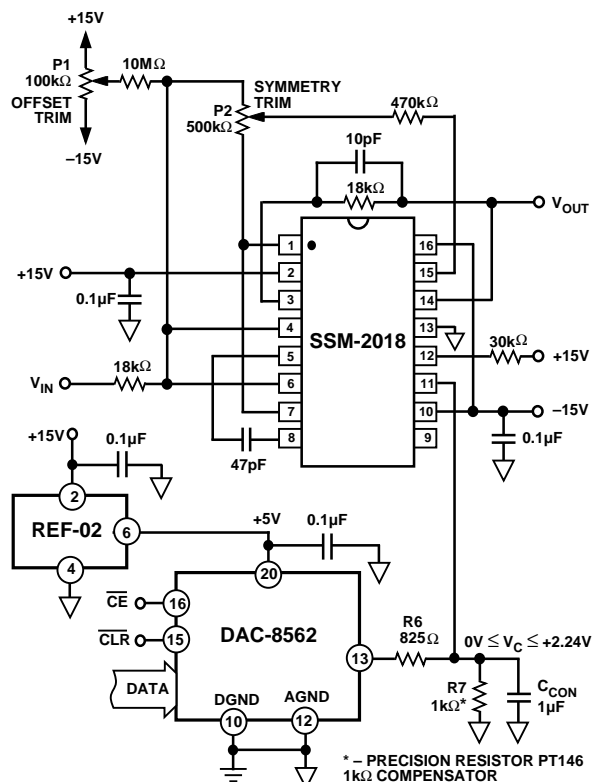 +15V
P1
100kΩ
OFFSET
TRIM
–15V
10MΩ
P2
500kΩ
SYMMETRY
TRIM
470kΩ
10pF
18kΩ
V_OUT
+15V
0.1µF
V_IN
18kΩ
47pF
1
2
3
4
5
6
7
8
SSM-2018
16
15
14
13
12
11
10
9
30kΩ
+15V
–15V
0.1µF
+15V
0.1µF
2
REF-02
6
4
+5V
0.1µF
20
CE
16
CLR
15
DAC-8562
DATA
DGND
10
AGND
12
13
R6
825Ω
0V ≤ V_C ≤ +2.24V
R7
1kΩ*
C_CON
1µF
* – PRECISION RESISTOR PT146
1kΩ COMPENSATOR